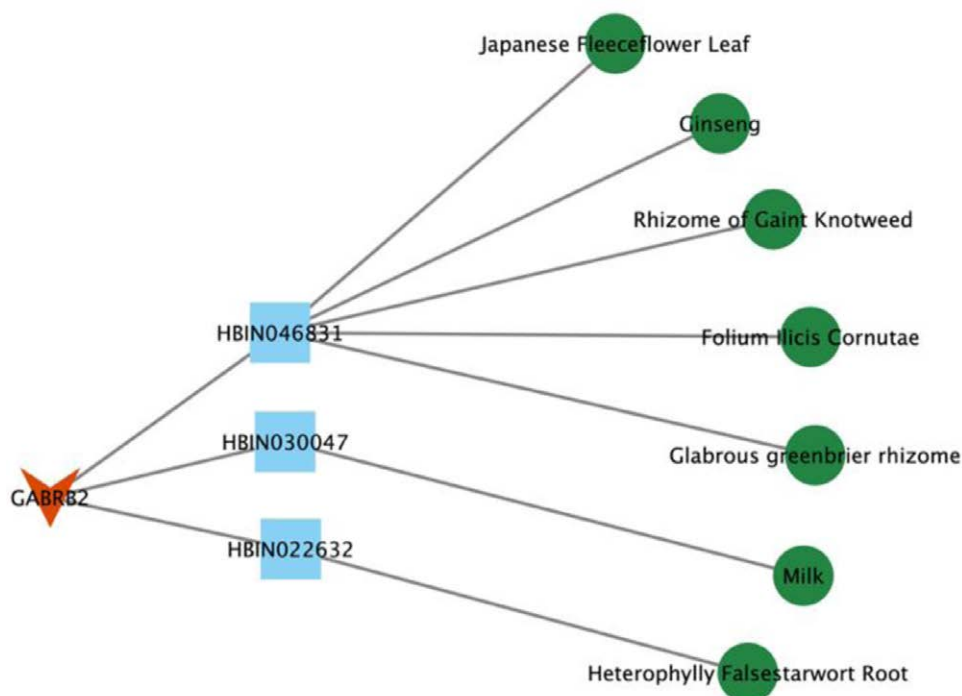 Japanese Fleeceflower Leaf
Ginseng
Rhizome of Gaint Knotweed
HBIN046831
Folium Ilicis Cornutae
HBIN030047
Glabrous greenbrier rhizome
GABRB2
HBIN022632
Milk
Heterophylly Falsestarwort Root